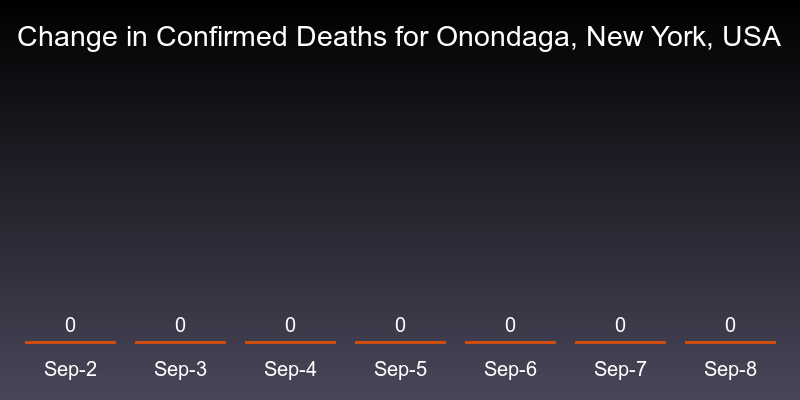 Change in Confirmed Deaths for Onondaga, New York, USA
0 0 0 0 0 0 0
Sep-2 Sep-3 Sep-4 Sep-5 Sep-6 Sep-7 Sep-8